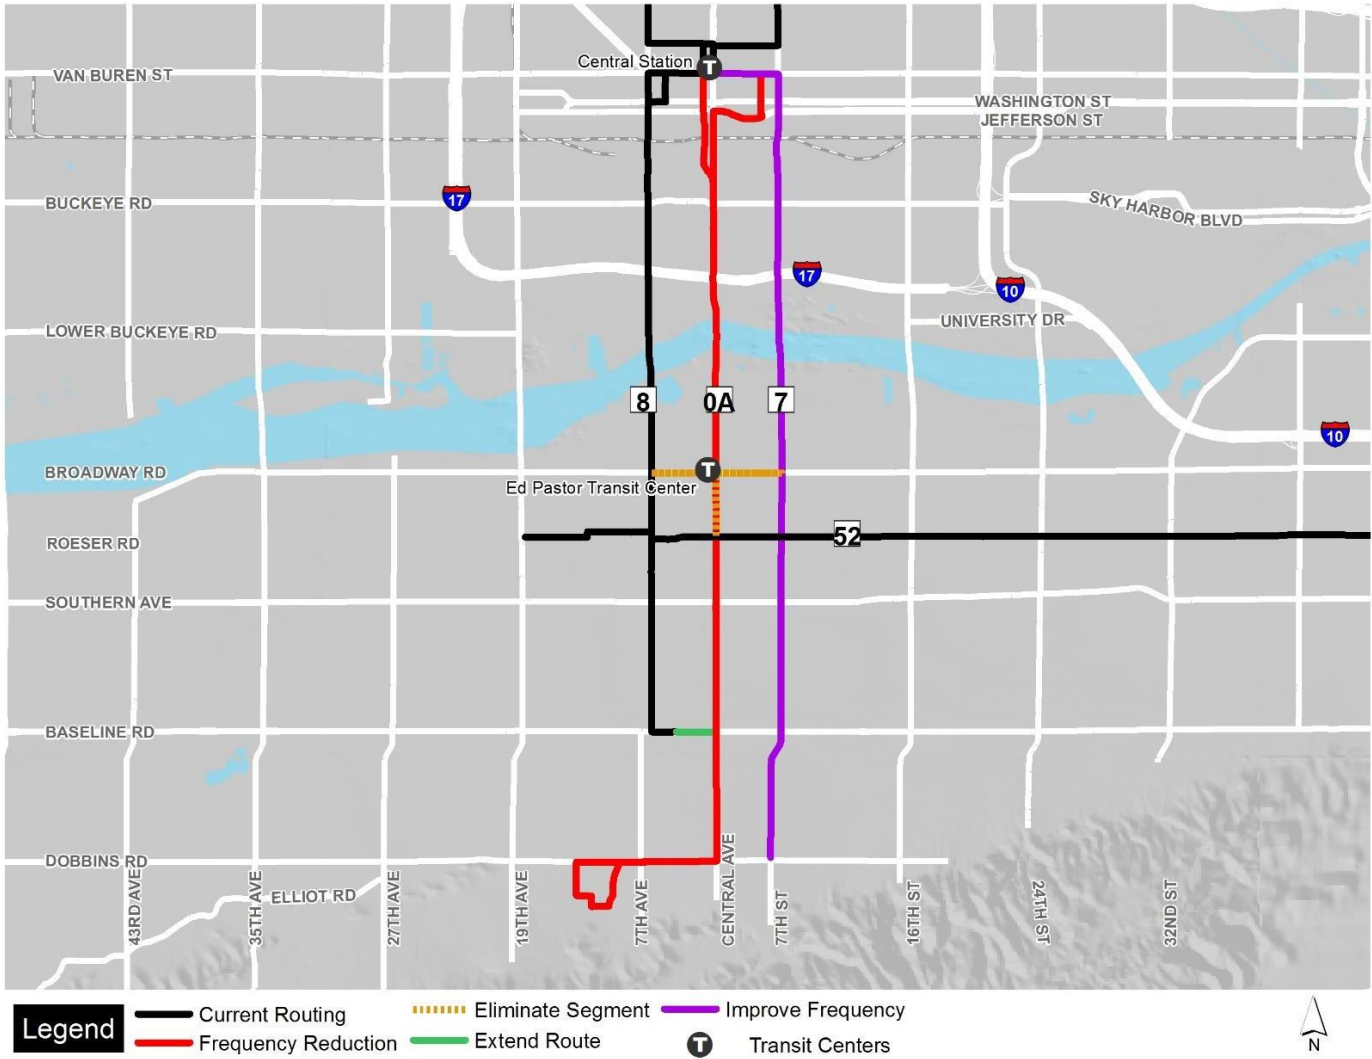 Central Station
T
VAN BUREN ST
WASHINGTON ST
JEFFERSON ST
17
BUCKEYE RD
SKY HARBOR BLVD
17
10
LOWER BUCKEYE RD
UNIVERSITY DR
8
0A
7
10
BROADWAY RD
T
Ed Pastor Transit Center
ROESER RD
52
SOUTHERN AVE
BASELINE RD
DOBBINS RD
ELLIOT RD
43RD AVE
35TH AVE
27TH AVE
19TH AVE
7TH AVE
CENTRAL AVE
7TH ST
16TH ST
24TH ST
32ND ST
Legend
Current Routing
Eliminate Segment
Improve Frequency
Frequency Reduction
Extend Route
T
Transit Centers
N